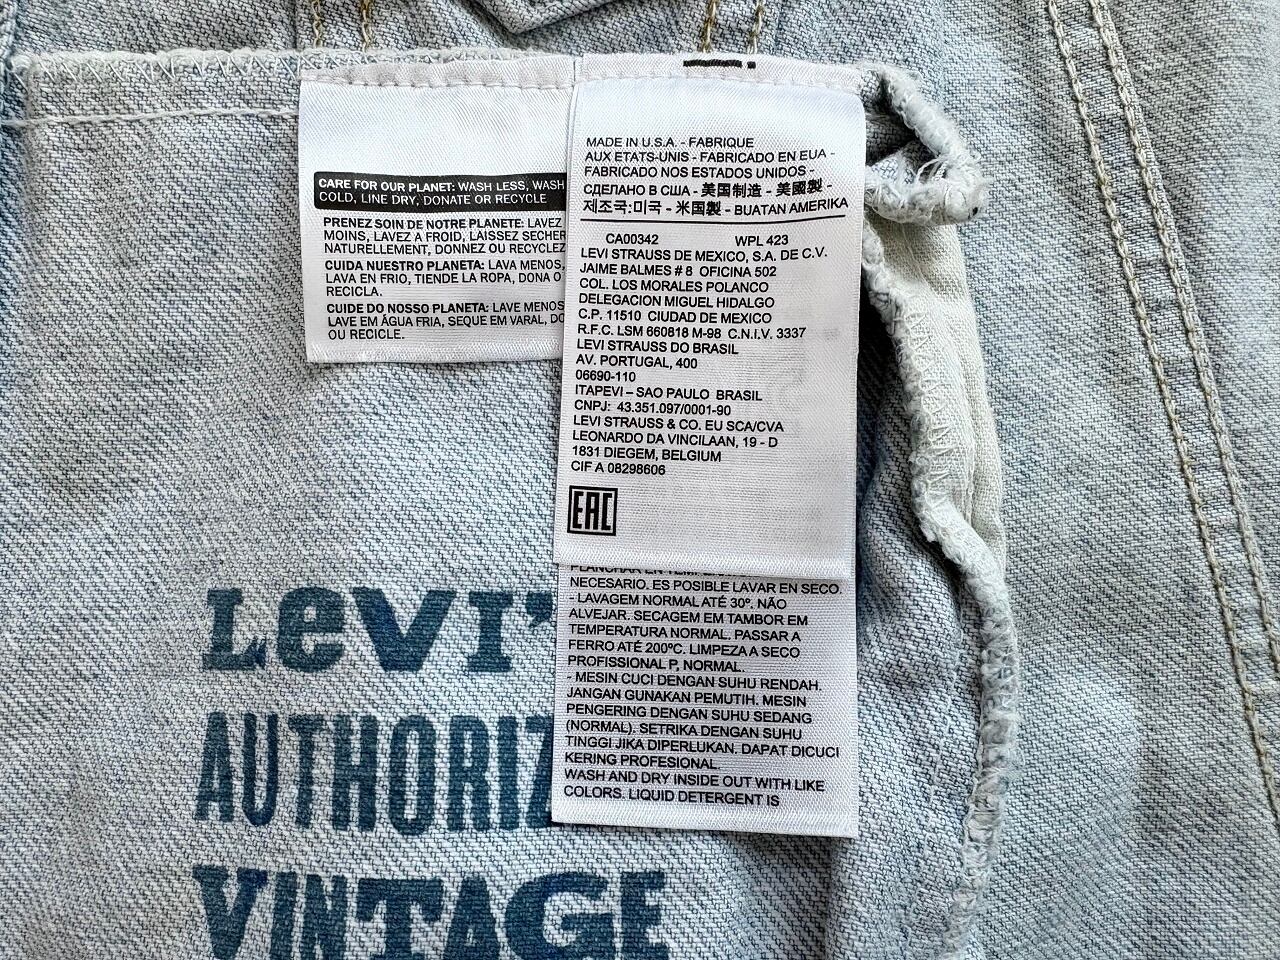 CARE FOR OUR PLANET: WASH LESS, WASH
COLD, LINE DRY, DONATE OR RECYCLE
PRENEZ SOIN DE NOTRE PLANETE: LAVEZ
MOINS, LAVEZ A FROID, LAISSEZ SECHER
NATURELLEMENT, DONNEZ OU RECYCLEZ
CUIDA NUESTRO PLANETA: LAVA MENOS,
LAVA EN FRIO, TIENDE LA ROPA, DONA O
RECICLA.
CUIDE DO NOSSO PLANETA: LAVE MENOS
LAVE EM ÁGUA FRIA, SEQUE EM VARAL, DO
OU RECICLE.
MADE IN U.S.A. - FABRIQUE
AUX ETATS-UNIS - FABRICADO EN EUA -
FABRICADO NOS ESTADOS UNIDOS -
СДЕЛАНО В США - 美国制造 - 美國製 -
제조국:미국 - 米国製 - BUATAN AMERIKA
CA00342 WPL 423
LEVI STRAUSS DE MEXICO, S.A. DE C.V.
JAIME BALMES # 8 OFICINA 502
COL. LOS MORALES POLANCO
DELEGACION MIGUEL HIDALGO
C.P. 11510 CIUDAD DE MEXICO
R.F.C. LSM 660818 M-98 C.N.I.V. 3337
LEVI STRAUSS DO BRASIL
AV. PORTUGAL, 400
06690-110
ITAPEVI – SAO PAULO BRASIL
CNPJ: 43.351.097/0001-90
LEVI STRAUSS & CO. EU SCA/CVA
LEONARDO DA VINCILAAN, 19 - D
1831 DIEGEM, BELGIUM
CIF A 08298606
EAC
PLANCHAR EN
NECESARIO. ES POSIBLE LAVAR EN SECO.
- LAVAGEM NORMAL ATÉ 30º. NÃO
ALVEJAR. SECAGEM EM TAMBOR EM
TEMPERATURA NORMAL. PASSAR A
FERRO ATÉ 200ºC. LIMPEZA A SECO
PROFISSIONAL P, NORMAL.
- MESIN CUCI DENGAN SUHU RENDAH.
JANGAN GUNAKAN PEMUTIH. MESIN
PENGERING DENGAN SUHU SEDANG
(NORMAL). SETRIKA DENGAN SUHU
TINGGI JIKA DIPERLUKAN. DAPAT DICUCI
KERING PROFESIONAL.
WASH AND DRY INSIDE OUT WITH LIKE
COLORS. LIQUID DETERGENT IS
LEVI'
AUTHORIZ
VINTAGE